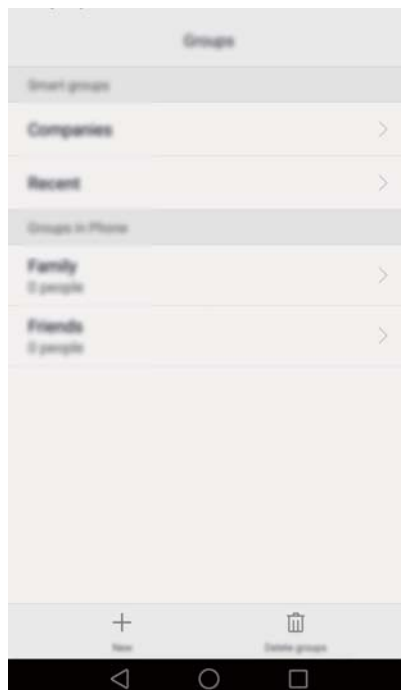 Groups
Smart groups
Companies
Recent
Groups in Phone
Family
0 people
Friends
0 people
New
Delete groups